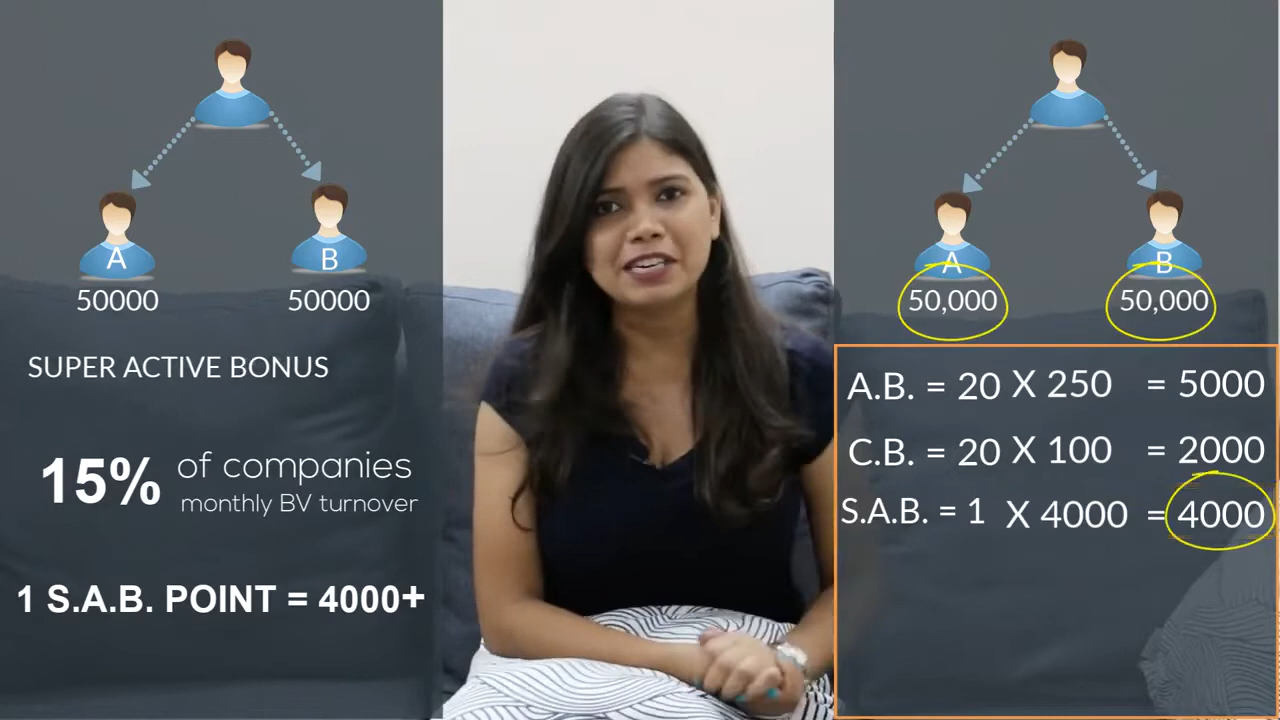 A B
50000 50000
SUPER ACTIVE BONUS
15% of companies
monthly BV turnover
1 S.A.B. POINT = 4000+
A B
50,000 50,000
A.B. = 20 X 250 = 5000
C.B. = 20 X 100 = 2000
S.A.B. = 1 X 4000 = 4000